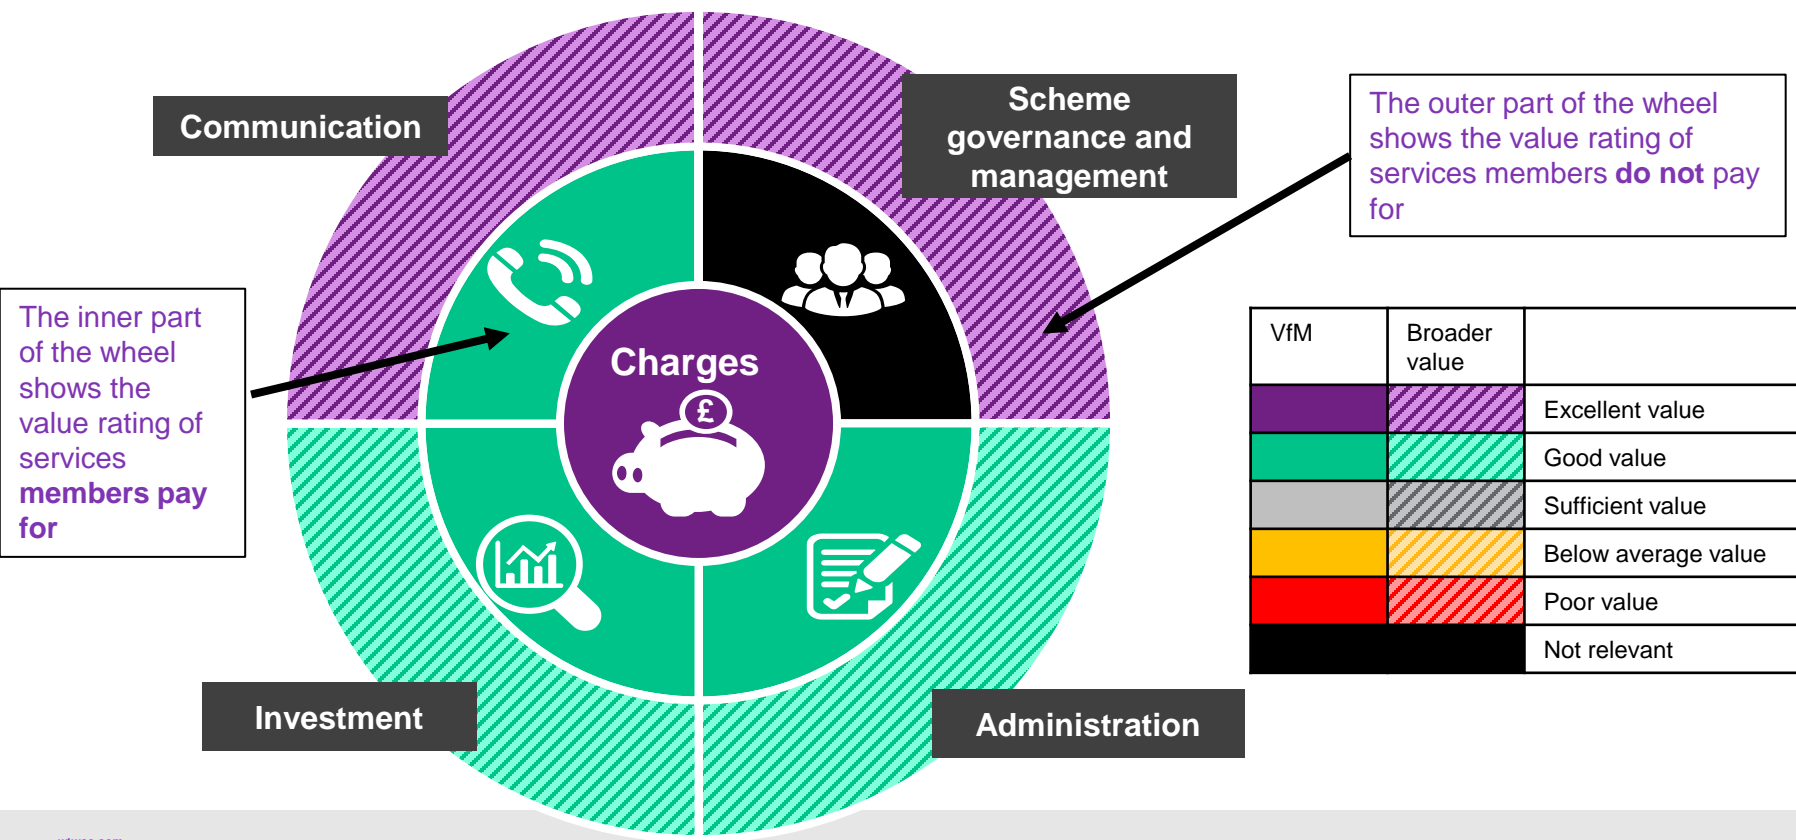 Communication
Scheme
governance and
management
The outer part of the wheel
shows the value rating of
services members do not pay
for
The inner part
of the wheel
shows the
value rating of
services
members pay
for
Charges
£
VfM
Broader
value
Excellent value
Good value
Sufficient value
Below average value
Poor value
Not relevant
Investment
Administration